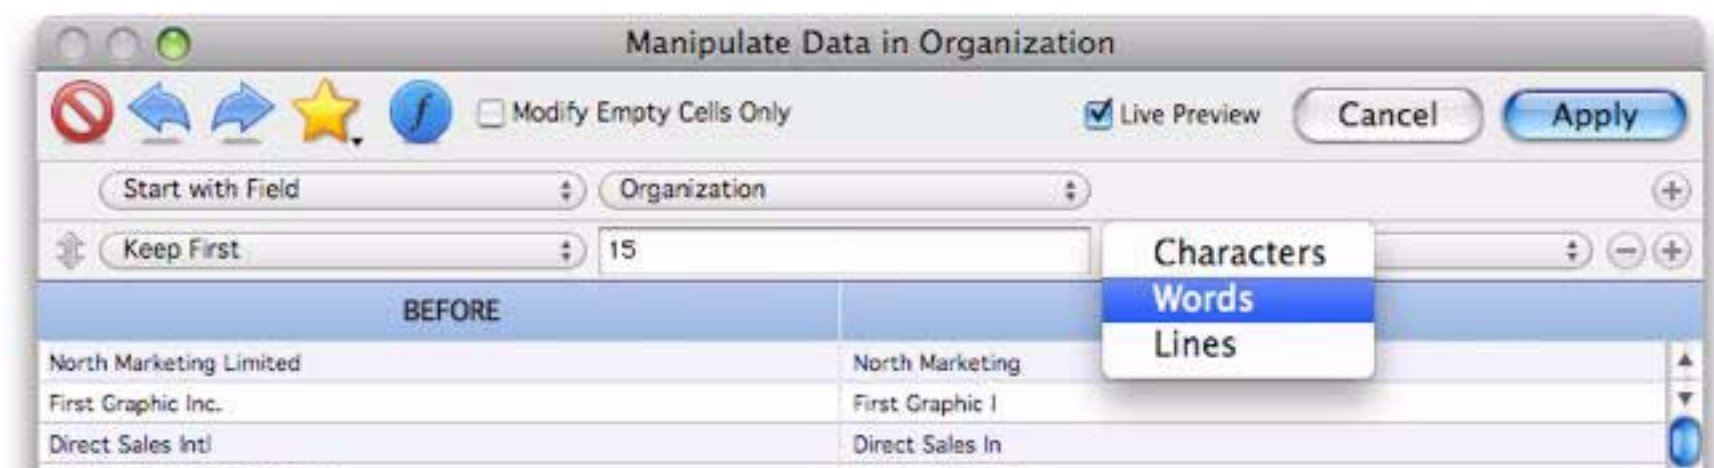 Manipulate Data in Organization
Modify Empty Cells Only Live Preview Cancel Apply
Start with Field Organization
Keep First 15 Characters
Words
Lines
BEFORE
North Marketing Limited North Marketing
First Graphic Inc. First Graphic I
Direct Sales Intl Direct Sales In